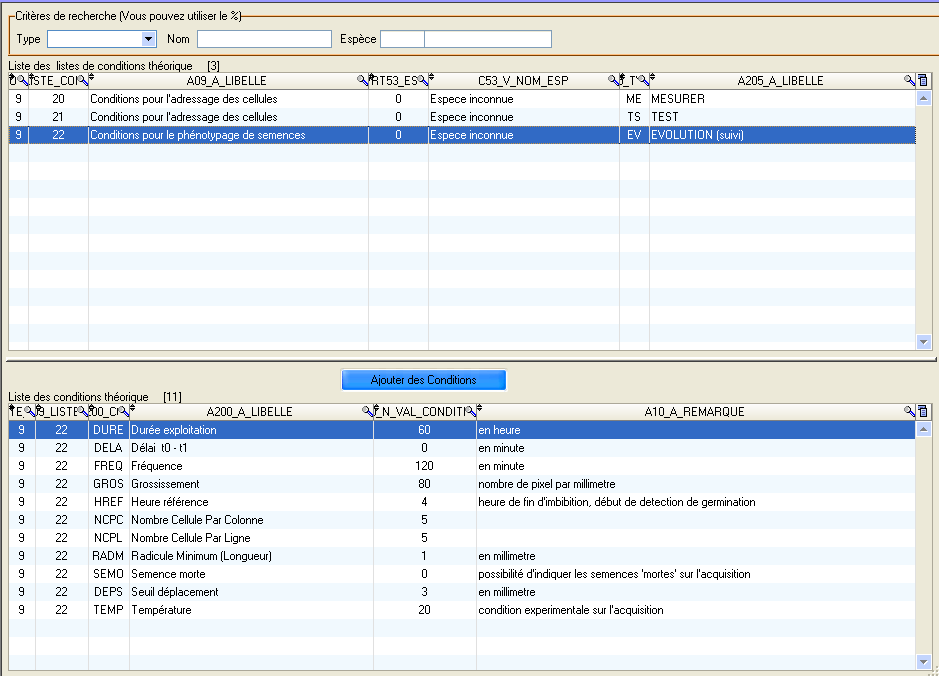 Critères de recherche (Vous pouvez utiliser le %)
Type Nom Espèce
Liste des listes de conditions théorique [3]
A09_A_LIBELLE C53_V_NOM_ESP A205_A_LIBELLE
9 20 Conditions pour l'adressage des cellules 0 Espece inconnue ME MESURER
9 21 Conditions pour l'adressage des cellules 0 Espece inconnue TS TEST
9 22 Conditions pour le phénotypage de semences 0 Espece inconnue EV EVOLUTION (suivi)
Ajouter des Conditions
Liste des conditions théorique [11]
A200_A_LIBELLE A10_A_REMARQUE
9 22 DURE Durée exploitation 60 en heure
9 22 DELA Délai t0 - t1 0 en minute
9 22 FREQ Fréquence 120 en minute
9 22 GROS Grossissement 80 nombre de pixel par millimetre
9 22 HREF Heure référence 4 heure de fin d'imbibition, début de detection de germination
9 22 NCPC Nombre Cellule Par Colonne 5
9 22 NCPL Nombre Cellule Par Ligne 5
9 22 RADM Radicule Minimum (Longueur) 1 en millimetre
9 22 SEMO Semence morte 0 possibilité d'indiquer les semences 'mortes' sur l'acquisition
9 22 DEPS Seuil déplacement 3 en millimetre
9 22 TEMP Température 20 condition experimentale sur l'acquisition